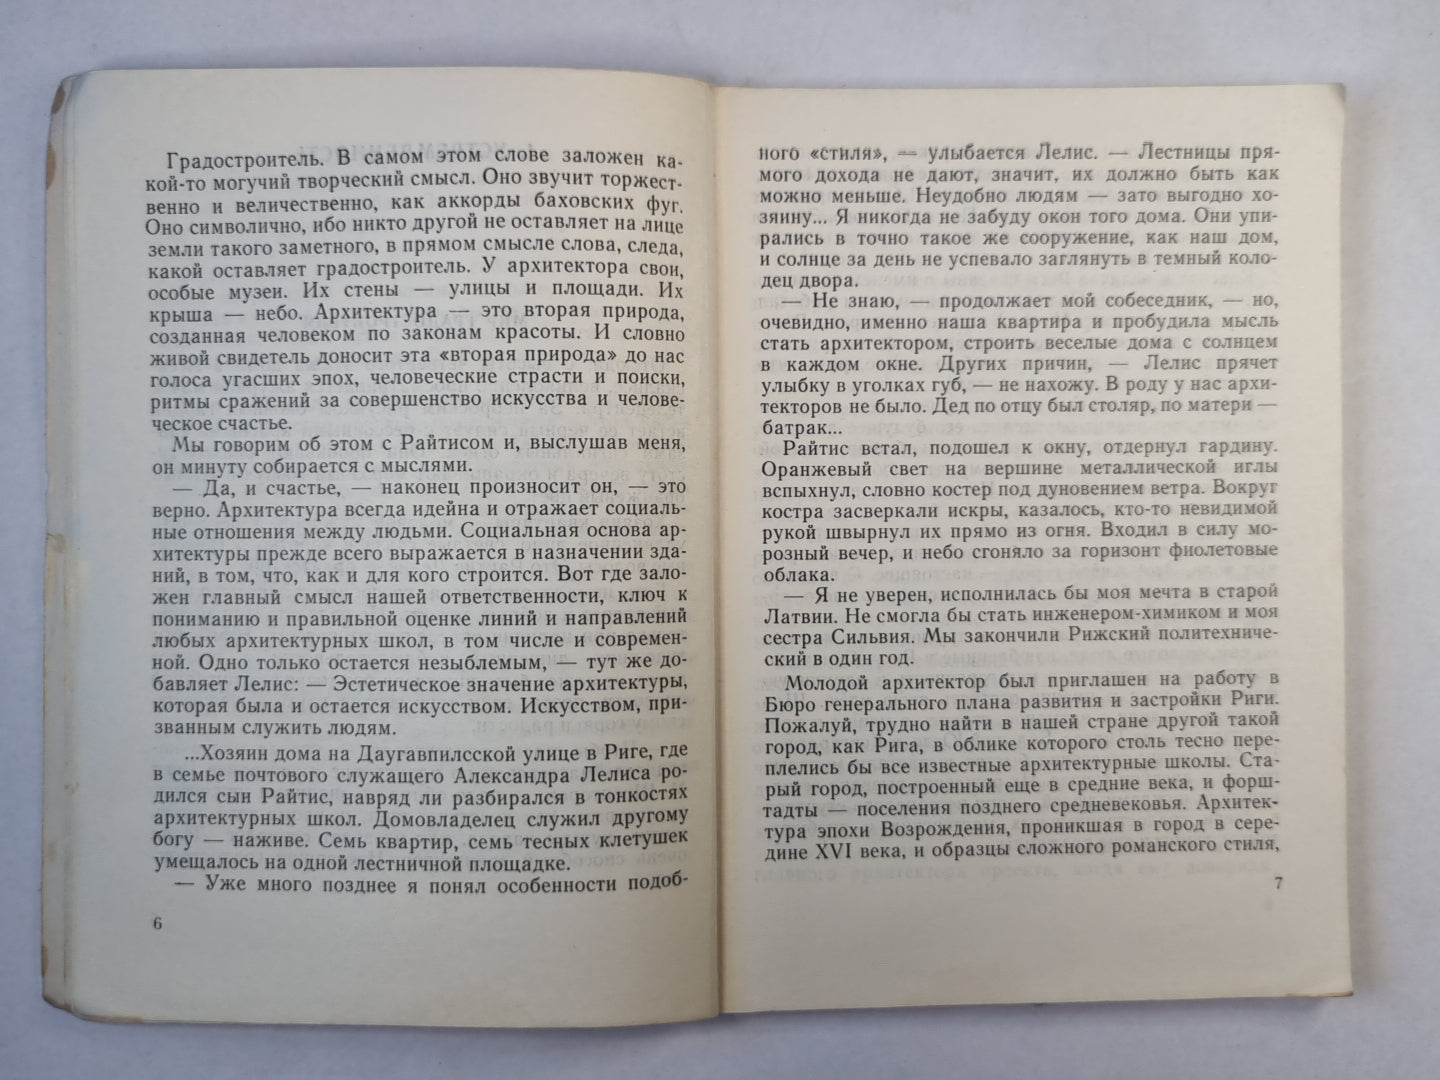 Градостроитель. В самом этом слове заложен ка-
кой-то могучий творческий смысл. Оно звучит торжест-
венно и величественно, как аккорды баховских фуг.
Оно символично, ибо никто другой не оставляет на лице
земли такого заметного, в прямом смысле слова, следа,
какой оставляет градостроитель. У архитектора свои,
особые музеи. Их стены — улицы и площади. Их
крыша — небо. Архитектура — это вторая природа,
созданная человеком по законам красоты. И словно
живой свидетель доносит эта «вторая природа» до нас
голоса угасших эпох, человеческие страсти и поиски,
ритмы сражений за совершенство искусства и челове-
ческое счастье.
Мы говорим об этом с Райтисом и, выслушав меня,
он минуту собирается с мыслями.
— Да, и счастье, — наконец произносит он, — это
верно. Архитектура всегда идейна и отражает социаль-
ные отношения между людьми. Социальная основа ар-
хитектуры прежде всего выражается в назначении зда-
ний, в том, что, как и для кого строится. Вот где зало-
жен главный смысл нашей ответственности, ключ к
пониманию и правильной оценке линий и направлений
любых архитектурных школ, в том числе и современ-
ной. Одно только остается незыблемым, — тут же до-
бавляет Лелис: — Эстетическое значение архитектуры,
которая была и остается искусством. Искусством, при-
званным служить людям.
...Хозяин дома на Даугавпилсской улице в Риге, где
в семье почтового служащего Александра Лелиса ро-
дился сын Райтис, навряд ли разбирался в тонкостях
архитектурных школ. Домовладелец служил другому
богу — наживе. Семь квартир, семь тесных клетушек
умещалось на одной лестничной площадке.
— Уже много позднее я понял особенности подоб-
6
ного «стиля», — улыбается Лелис. — Лестницы пря-
мого дохода не дают, значит, их должно быть как
можно меньше. Неудобно людям — зато выгодно хо-
зяину... Я никогда не забуду окон того дома. Они упи-
рались в точно такое же сооружение, как наш дом,
и солнце за день не успевало заглянуть в темный коло-
дец двора.
— Не знаю, — продолжает мой собеседник, — но,
очевидно, именно наша квартира и пробудила мысль
стать архитектором, строить веселые дома с солнцем
в каждом окне. Других причин, — Лелис прячет
улыбку в уголках губ, — не нахожу. В роду у нас архи-
текторов не было. Дед по отцу был столяр, по матери —
батрак...
Райтис встал, подошел к окну, отдернул гардину.
Оранжевый свет на вершине металлической иглы
вспыхнул, словно костер под дуновением ветра. Вокруг
костра засверкали искры, казалось, кто-то невидимой
рукой швырнул их прямо из огня. Входил в силу мо-
розный вечер, и небо сгоняло за горизонт фиолетовые
облака.
— Я не уверен, исполнилась бы моя мечта в старой
Латвии. Не смогла бы стать инженером-химиком и моя
сестра Сильвия. Мы закончили Рижский политехниче-
ский в один год.
Молодой архитектор был приглашен на работу в
Бюро генерального плана развития и застройки Риги.
Пожалуй, трудно найти в нашей стране другой такой
город, как Рига, в облике которого столь тесно пере-
плелись бы все известные архитектурные школы. Ста-
рый город, построенный еще в средние века, и форш-
тадты — поселения позднего средневековья. Архитек-
тура эпохи Возрождения, проникшая в город в сере-
дине XVI века, и образцы сложного романского стиля,
7